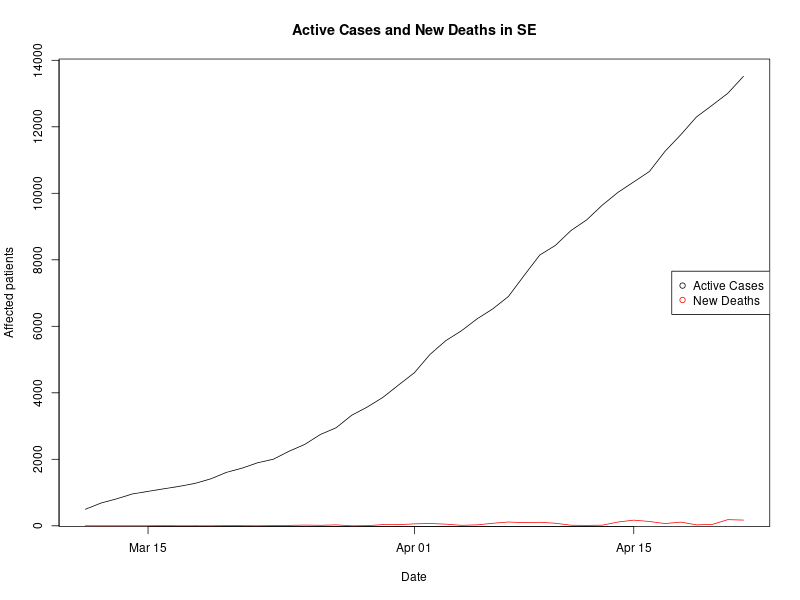 Active Cases and New Deaths in SE
Affected patients
14000
12000
10000
8000
6000
4000
2000
0
Active Cases
New Deaths
Mar 15
Apr 01
Apr 15
Date